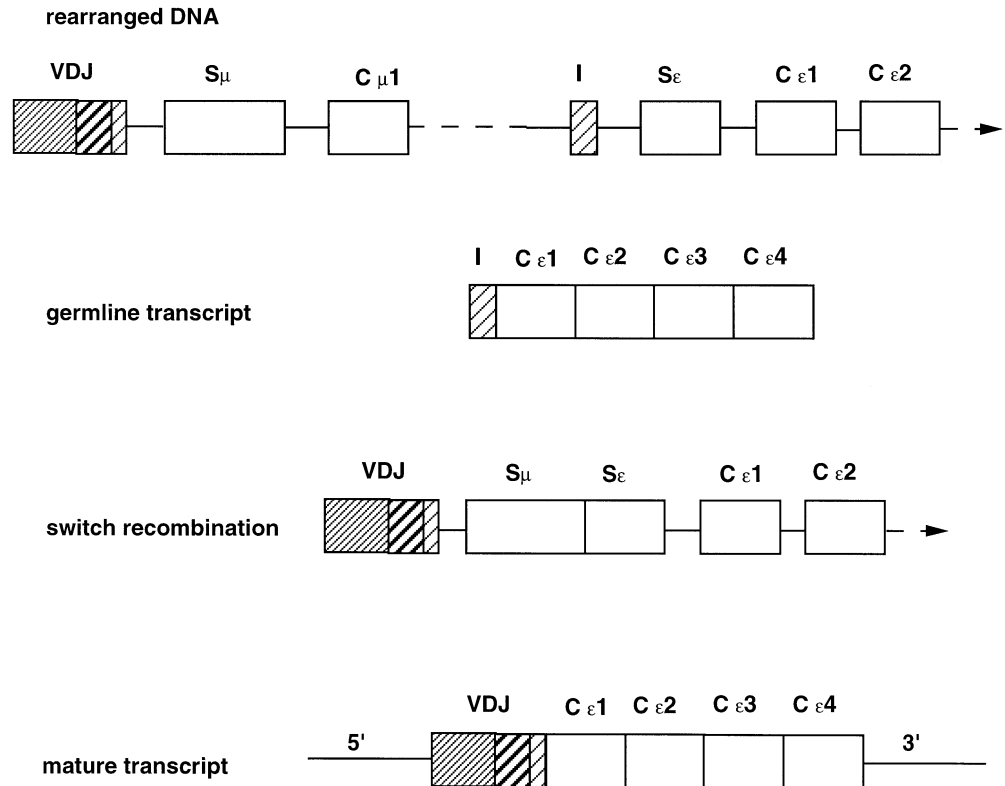 rearranged DNA
VDJ Sμ C μ1 I Sε C ε1 C ε2
I C ε1 C ε2 C ε3 C ε4
germline transcript
VDJ Sμ Sε C ε1 C ε2
switch recombination
VDJ C ε1 C ε2 C ε3 C ε4
5' 3'
mature transcript